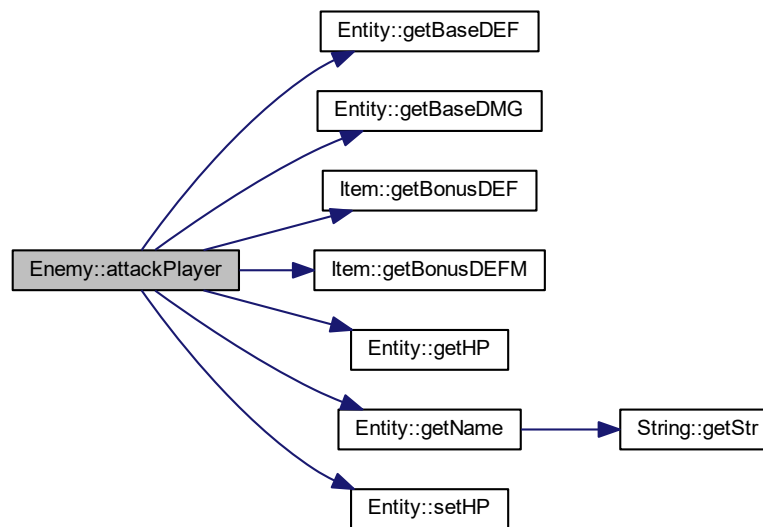 Entity::getBaseDEF
Entity::getBaseDMG
Item::getBonusDEF
Enemy::attackPlayer
Item::getBonusDEFM
Entity::getHP
Entity::getName
String::getStr
Entity::setHP